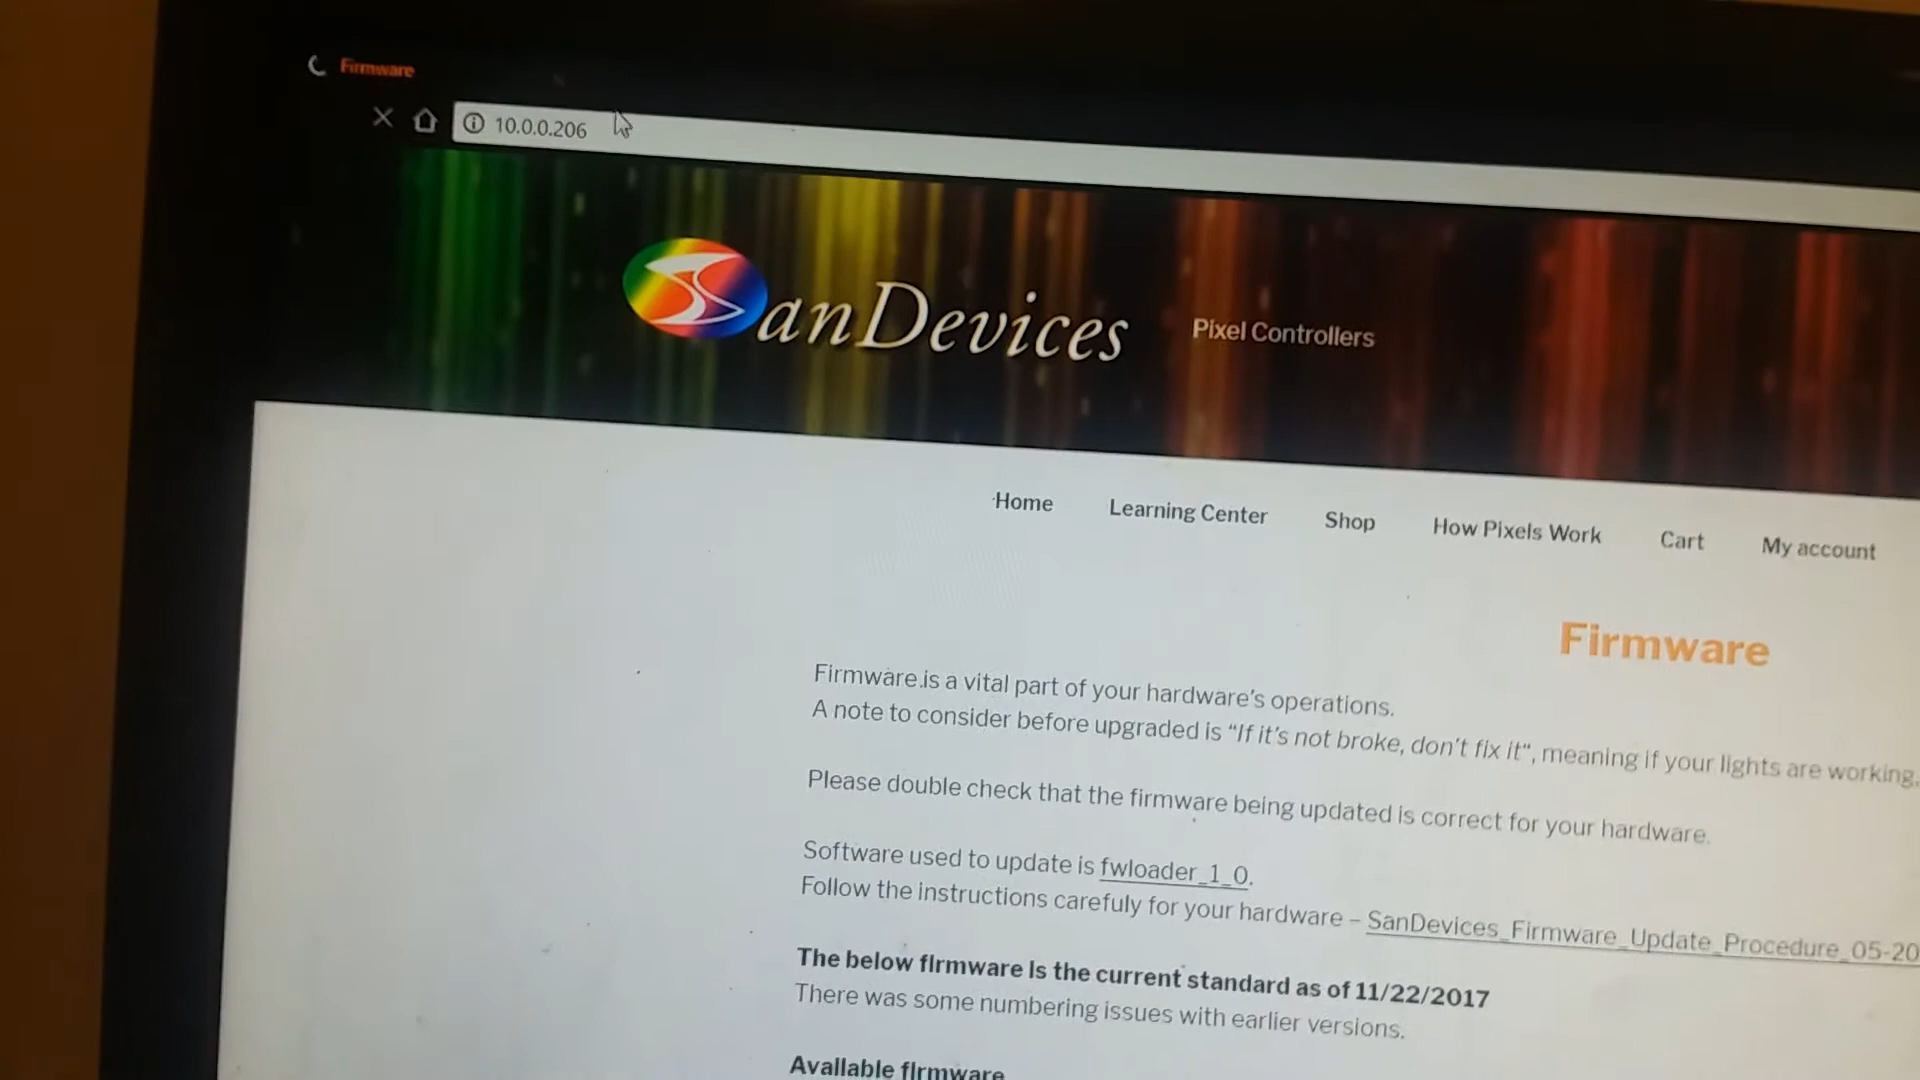 Firmware
10.0.0.206
SanDevices
Pixel Controllers
Home Learning Center Shop How Pixels Work Cart My account
Firmware
Firmware is a vital part of your hardware's operations.
A note to consider before upgraded is “If it's not broke, don't fix it“, meaning if your lights are working,
Please double check that the firmware being updated is correct for your hardware.
Software used to update is fwloader_1_0.
Follow the instructions carefuly for your hardware – SanDevices_Firmware_Update_Procedure_05-20
The below firmware is the current standard as of 11/22/2017
There was some numbering issues with earlier versions.
Available firmware